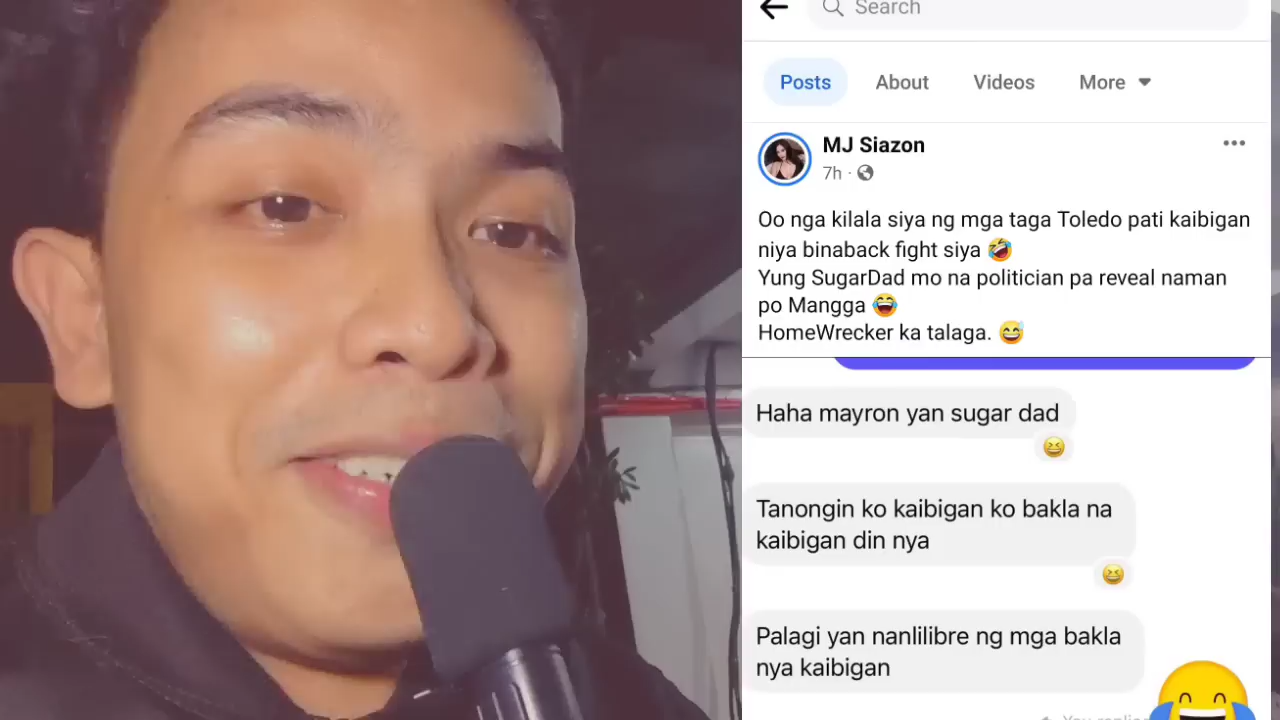 Search
Posts
About
Videos
More
MJ Siazon
7h ·
Oo nga kilala siya ng mga taga Toledo pati kaibigan
niya binaback fight siya 🤣
Yung SugarDad mo na politician pa reveal naman
po Mangga 😂
HomeWrecker ka talaga. 😅
Haha mayron yan sugar dad
😆
Tanongin ko kaibigan ko bakla na
kaibigan din nya
😆
Palagi yan nanlilibre ng mga bakla
nya kaibigan